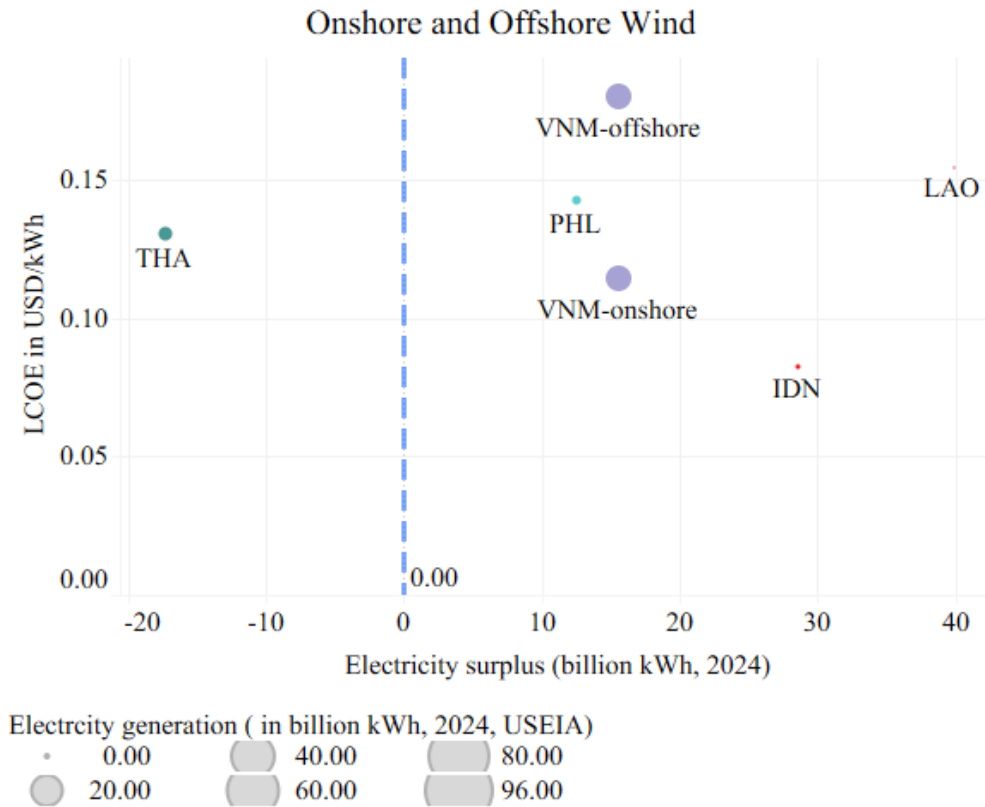 Onshore and Offshore Wind
VNM-offshore
0.15
LAO
PHL
THA
VNM-onshore
0.10
LCOE in USD/kWh
IDN
0.05
0.00
0.00
-20 -10 0 10 20 30 40
Electricity surplus (billion kWh, 2024)
Electrcity generation ( in billion kWh, 2024, USEIA)
0.00 40.00 80.00
20.00 60.00 96.00